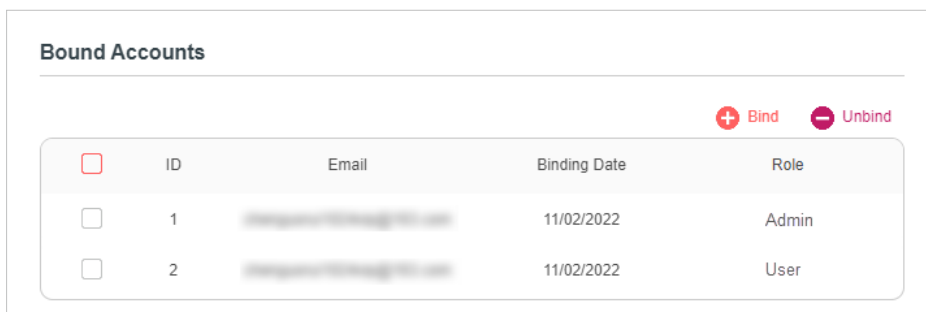 Bound Accounts
Bind Unbind
ID Email Binding Date Role
1 11/02/2022 Admin
2 11/02/2022 User